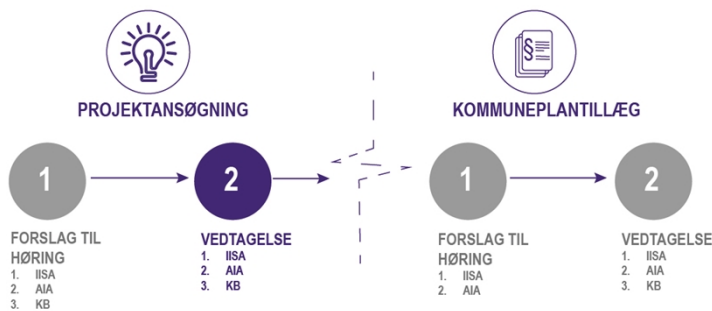 PROJEKTANSØGNING
1
2
FORSLAG TIL
HØRING
1. IISA
2. AIA
3. KB
VEDTAGELSE
1. IISA
2. AIA
3. KB
§
KOMMUNEPLANTILLÆG
1
2
FORSLAG TIL
HØRING
1. IISA
2. AIA
VEDTAGELSE
1. IISA
2. AIA
3. KB